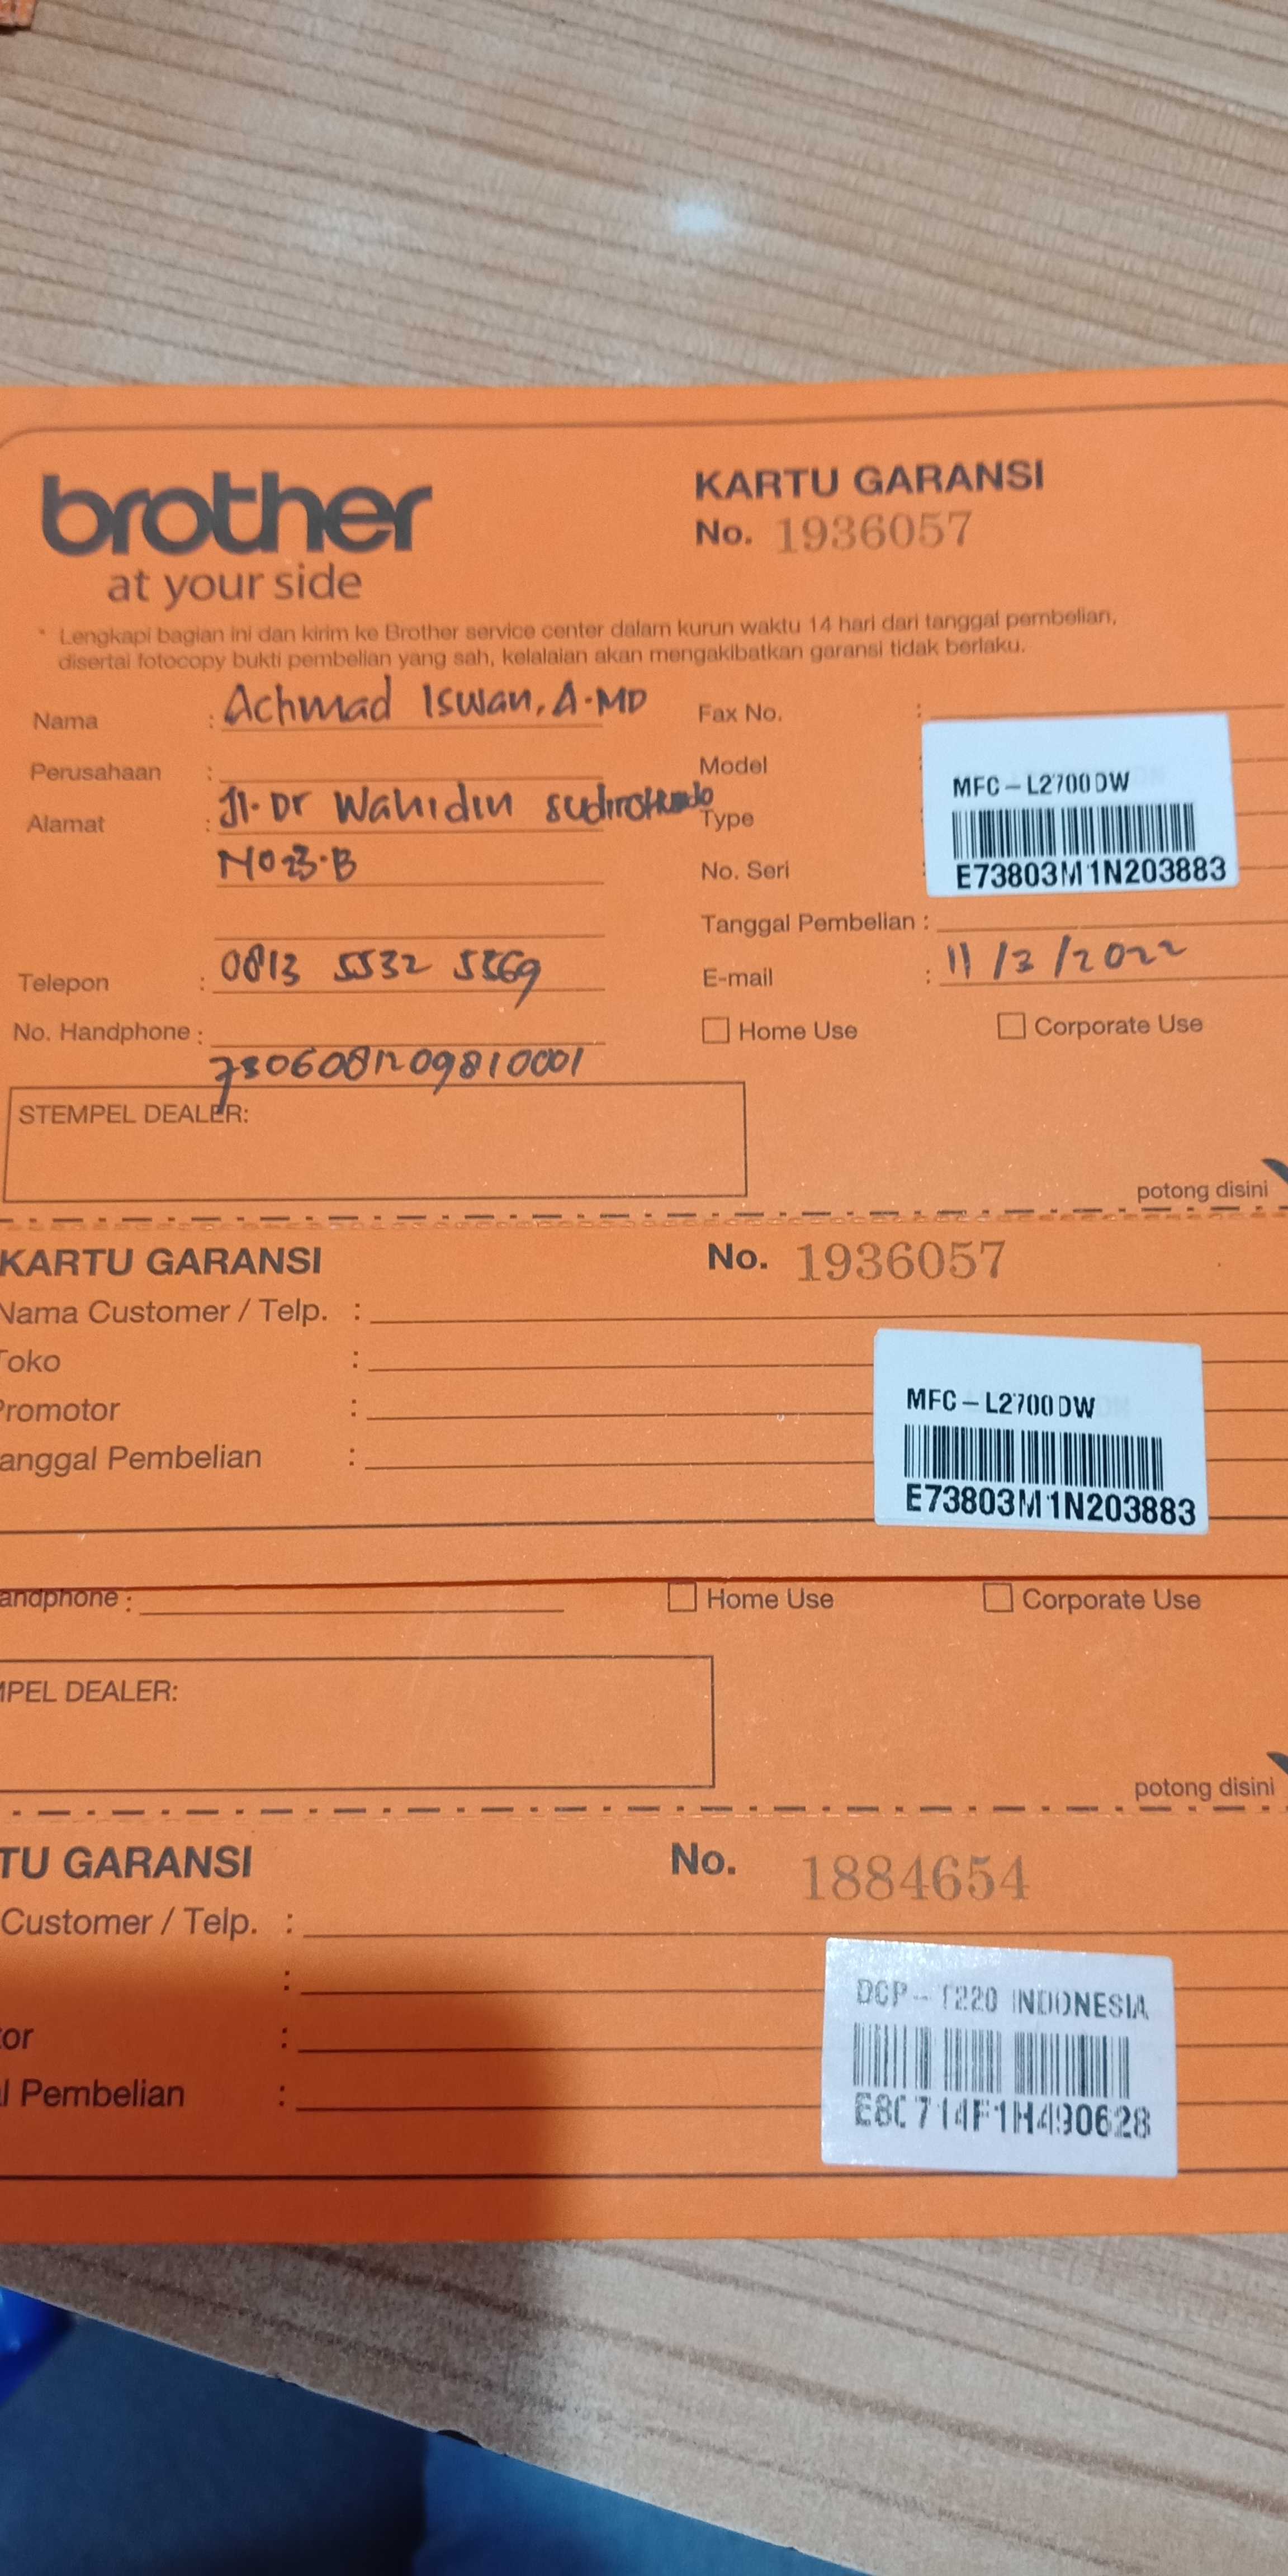 brother
at your side
KARTU GARANSI
No. 1936057
* Lengkapi bagian ini dan kirim ke Brother service center dalam kurun waktu 14 hari dari tanggal pembelian,
disertai fotocopy bukti pembelian yang sah, kelalaian akan mengakibatkan garansi tidak berlaku.
Nama : Achmad Iswan, A.MD
Perusahaan :
Alamat : Jl. Dr Wahidin
NO 23.B
Telepon : 0813 5532 5369
No. Handphone :
7306081209810001
Fax No. :
Model :
Type :
No. Seri :
MFC-L2700DW
E73803M1N203883
Tanggal Pembelian :
E-mail : 11/3/2022
Home Use Corporate Use
STEMPEL DEALER:
potong disini
KARTU GARANSI No. 1936057
Nama Customer / Telp. :
Toko :
Promotor :
anggal Pembelian :
MFC-L2700DW
E73803M1N203883
andphone : Home Use Corporate Use
MPEL DEALER:
potong disini
TU GARANSI No. 1884654
Customer / Telp. :
:
or :
l Pembelian :
DCP-T220 INDONESIA
E80714F1H490628